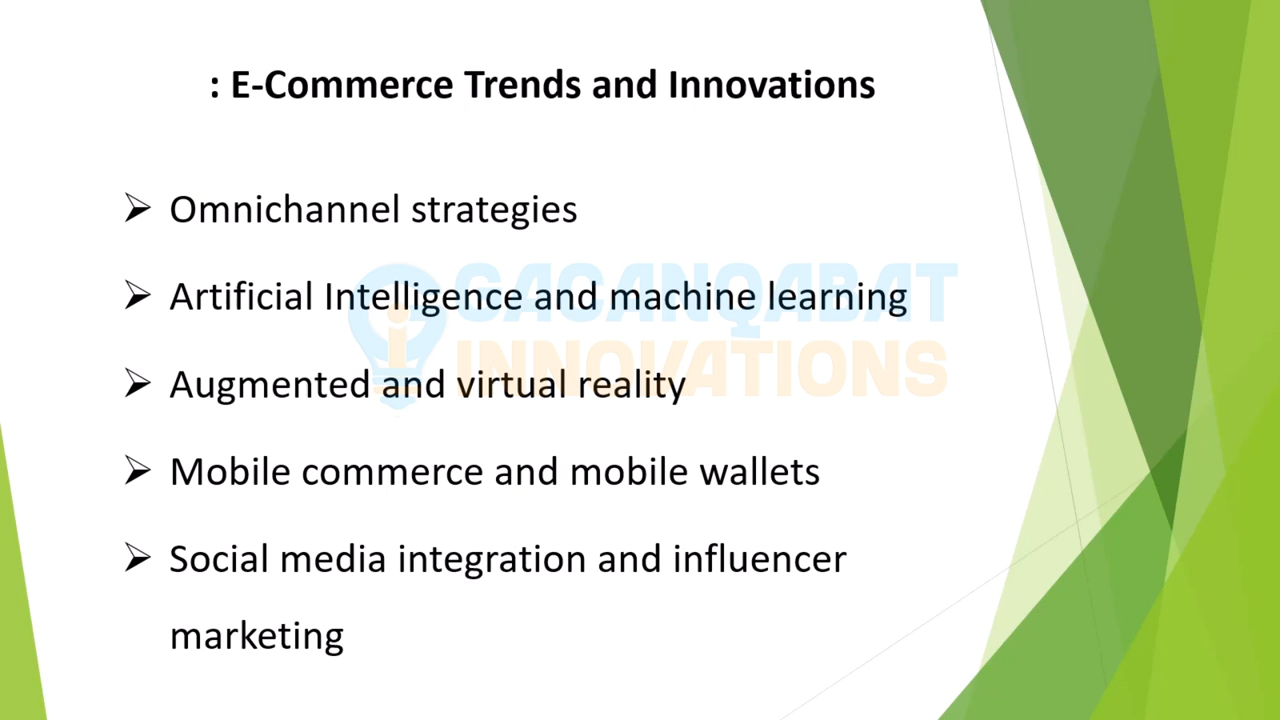 : E-Commerce Trends and Innovations
➢ Omnichannel strategies
➢ Artificial Intelligence and machine learning
➢ Augmented and virtual reality
➢ Mobile commerce and mobile wallets
➢ Social media integration and influencer
marketing
GACANQABAT
INNOVATIONS